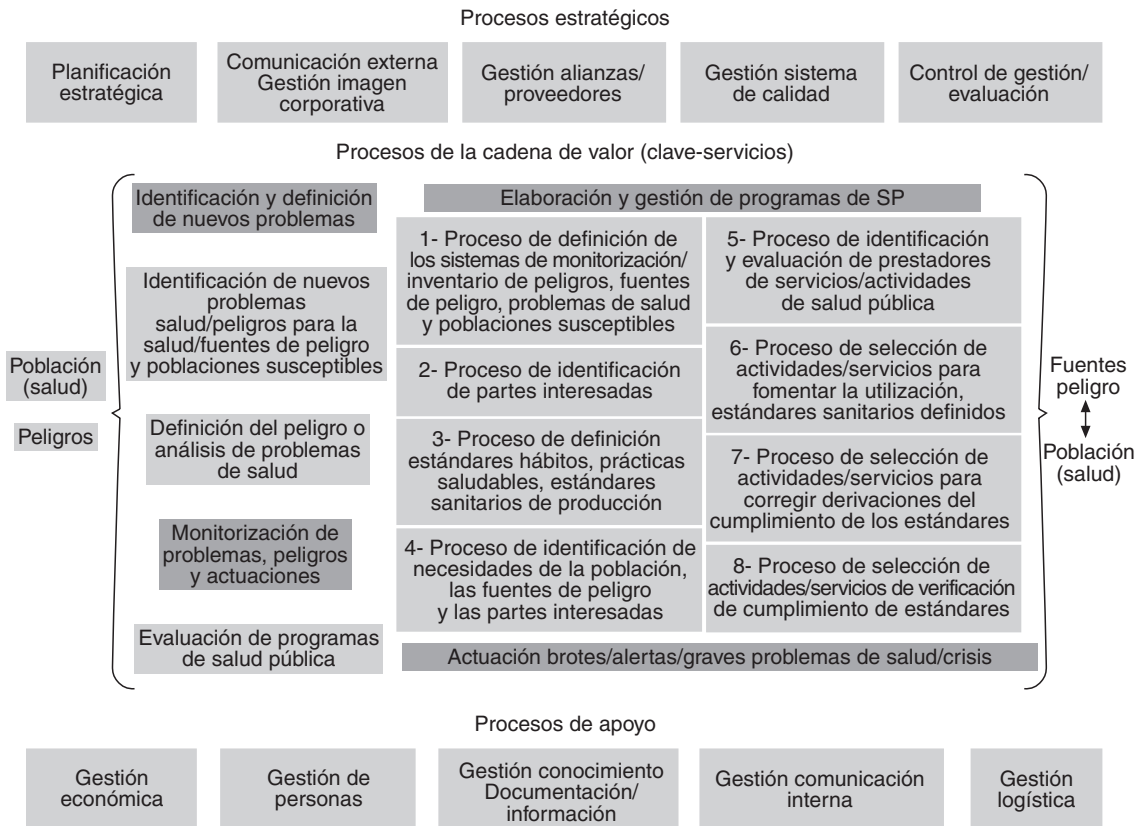 Procesos estratégicos
Planificación
estratégica
Comunicación externa
Gestión imagen
corporativa
Gestión alianzas/
proveedores
Gestión sistema
de calidad
Control de gestión/
evaluación
Procesos de la cadena de valor (clave-servicios)
Población
(salud)
Peligros
Identificación y definición
de nuevos problemas
Identificación de nuevos
problemas
salud/peligros para la
salud/fuentes de peligro
y poblaciones susceptibles
Definición del peligro o
análisis de problemas
de salud
Monitorización de
problemas, peligros
y actuaciones
Evaluación de programas
de salud pública
Elaboración y gestión de programas de SP
1- Proceso de definición de
los sistemas de monitorización/
inventario de peligros, fuentes
de peligro, problemas de salud
y poblaciones susceptibles
2- Proceso de identificación
de partes interesadas
3- Proceso de definición
estándares hábitos, prácticas
saludables, estándares
sanitarios de producción
4- Proceso de identificación de
necesidades de la población,
las fuentes de peligro
y las partes interesadas
5- Proceso de identificación
y evaluación de prestadores
de servicios/actividades
de salud pública
6- Proceso de selección de
actividades/servicios para
fomentar la utilización,
estándares sanitarios definidos
7- Proceso de selección de
actividades/servicios para
corregir derivaciones del
cumplimiento de los estándares
8- Proceso de selección de
actividades/servicios de verificación
de cumplimiento de estándares
Actuación brotes/alertas/graves problemas de salud/crisis
Fuentes
peligro
Población
(salud)
Procesos de apoyo
Gestión
económica
Gestión de
personas
Gestión conocimiento
Documentación/
información
Gestión comunicación
interna
Gestión
logística